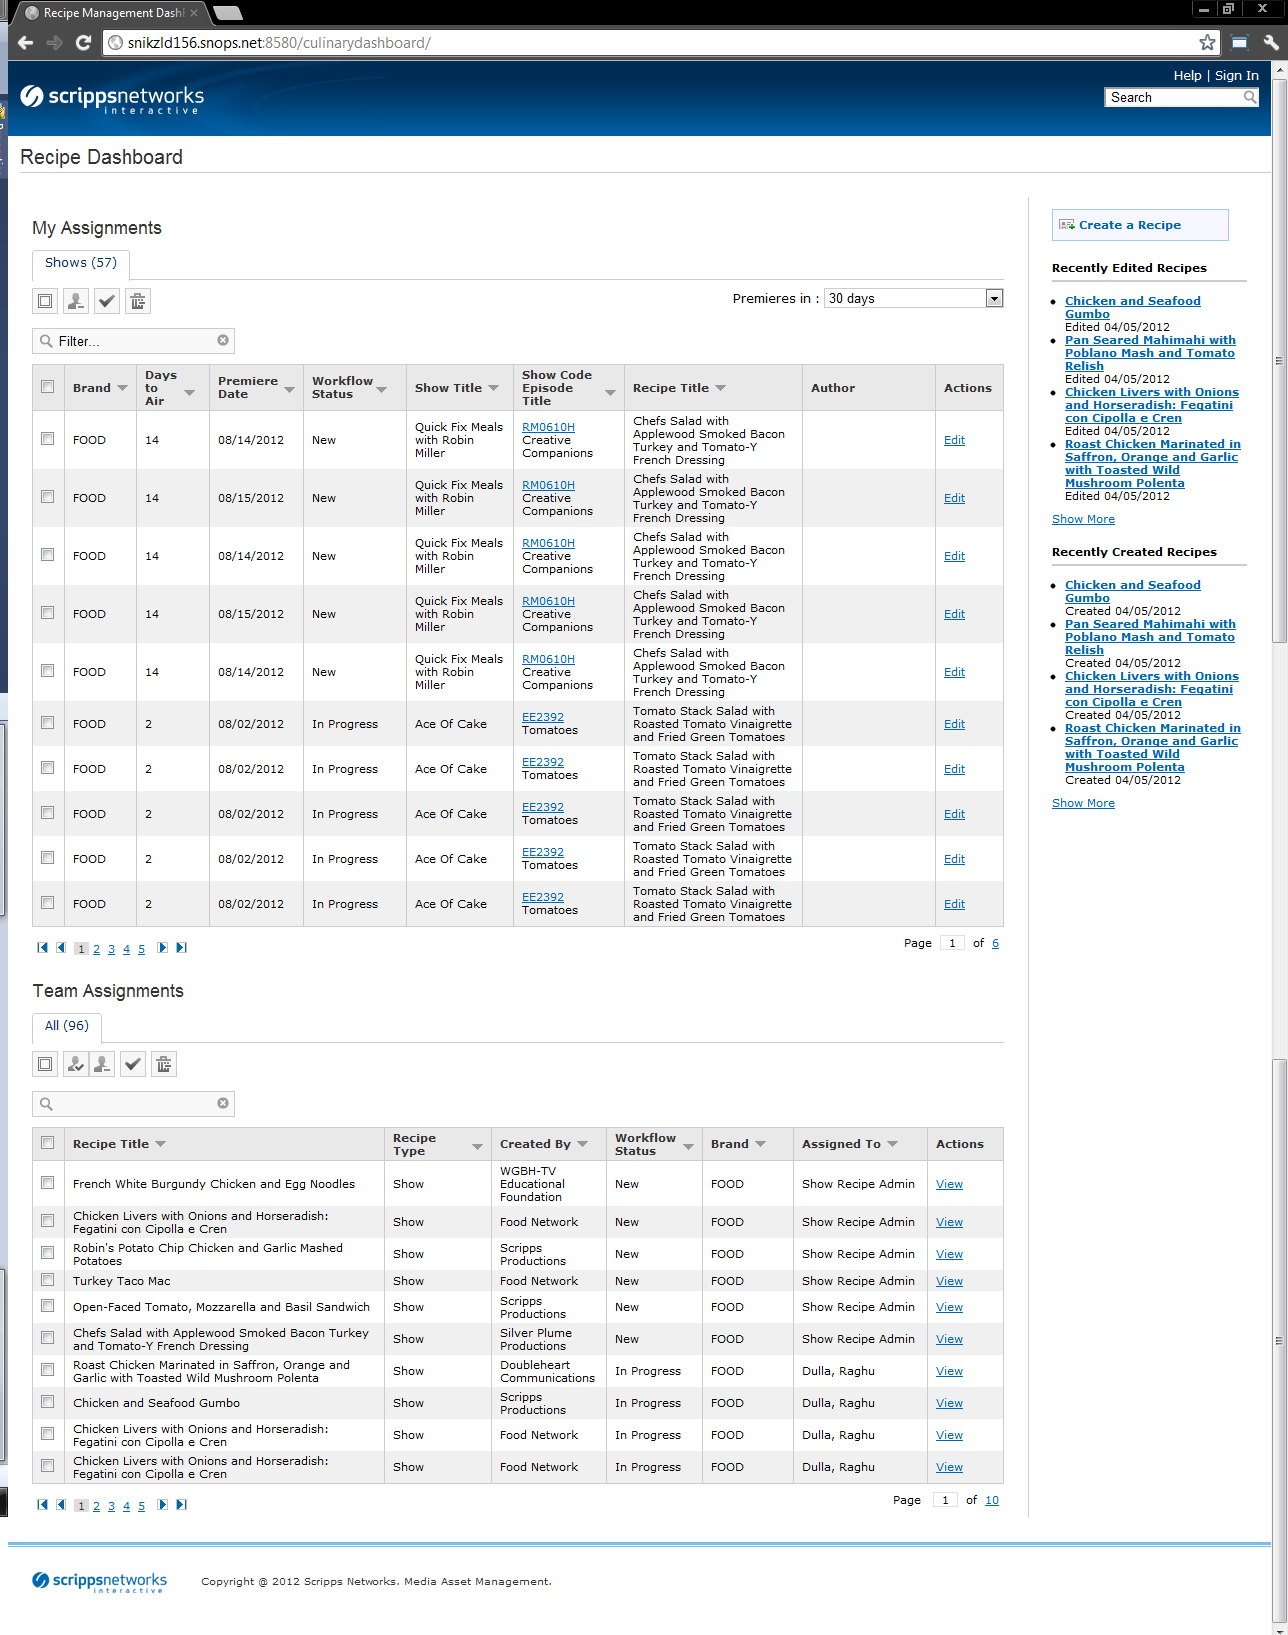 Recipe Management Dash
snikzld156.snops.net:8580/culinarydashboard/
Help | Sign In
scrippsnetworks
interactive
Search
Recipe Dashboard
My Assignments
Shows (57)
Premieres in : 30 days
Filter...
Brand Days to Air Premiere Date Workflow Status Show Title Show Code Episode Title Recipe Title Author Actions
FOOD 14 08/14/2012 New Quick Fix Meals with Robin Miller RM0610H Creative Companions Chefs Salad with Applewood Smoked Bacon Turkey and Tomato-Y French Dressing Edit
FOOD 14 08/15/2012 New Quick Fix Meals with Robin Miller RM0610H Creative Companions Chefs Salad with Applewood Smoked Bacon Turkey and Tomato-Y French Dressing Edit
FOOD 14 08/14/2012 New Quick Fix Meals with Robin Miller RM0610H Creative Companions Chefs Salad with Applewood Smoked Bacon Turkey and Tomato-Y French Dressing Edit
FOOD 14 08/15/2012 New Quick Fix Meals with Robin Miller RM0610H Creative Companions Chefs Salad with Applewood Smoked Bacon Turkey and Tomato-Y French Dressing Edit
FOOD 14 08/14/2012 New Quick Fix Meals with Robin Miller RM0610H Creative Companions Chefs Salad with Applewood Smoked Bacon Turkey and Tomato-Y French Dressing Edit
FOOD 2 08/02/2012 In Progress Ace Of Cake EE2392 Tomatoes Tomato Stack Salad with Roasted Tomato Vinaigrette and Fried Green Tomatoes Edit
FOOD 2 08/02/2012 In Progress Ace Of Cake EE2392 Tomatoes Tomato Stack Salad with Roasted Tomato Vinaigrette and Fried Green Tomatoes Edit
FOOD 2 08/02/2012 In Progress Ace Of Cake EE2392 Tomatoes Tomato Stack Salad with Roasted Tomato Vinaigrette and Fried Green Tomatoes Edit
FOOD 2 08/02/2012 In Progress Ace Of Cake EE2392 Tomatoes Tomato Stack Salad with Roasted Tomato Vinaigrette and Fried Green Tomatoes Edit
FOOD 2 08/02/2012 In Progress Ace Of Cake EE2392 Tomatoes Tomato Stack Salad with Roasted Tomato Vinaigrette and Fried Green Tomatoes Edit
1 2 3 4 5
Page 1 of 6
Team Assignments
All (96)
Recipe Title Recipe Type Created By Workflow Status Brand Assigned To Actions
French White Burgundy Chicken and Egg Noodles Show WGBH-TV Educational Foundation New FOOD Show Recipe Admin View
Chicken Livers with Onions and Horseradish: Fegatini con Cipolla e Cren Show Food Network New FOOD Show Recipe Admin View
Robin's Potato Chip Chicken and Garlic Mashed Potatoes Show Scripps Productions New FOOD Show Recipe Admin View
Turkey Taco Mac Show Food Network New FOOD Show Recipe Admin View
Open-Faced Tomato, Mozzarella and Basil Sandwich Show Scripps Productions New FOOD Show Recipe Admin View
Chefs Salad with Applewood Smoked Bacon Turkey and Tomato-Y French Dressing Show Silver Plume Productions New FOOD Show Recipe Admin View
Roast Chicken Marinated in Saffron, Orange and Garlic with Toasted Wild Mushroom Polenta Show Doubleheart Communications In Progress FOOD Dulla, Raghu View
Chicken and Seafood Gumbo Show Scripps Productions In Progress FOOD Dulla, Raghu View
Chicken Livers with Onions and Horseradish: Fegatini con Cipolla e Cren Show Food Network In Progress FOOD Dulla, Raghu View
Chicken Livers with Onions and Horseradish: Fegatini con Cipolla e Cren Show Food Network In Progress FOOD Dulla, Raghu View
1 2 3 4 5
Page 1 of 10
Create a Recipe
Recently Edited Recipes
Chicken and Seafood
Gumbo
Edited 04/05/2012
Pan Seared Mahimahi with
Poblano Mash and Tomato
Relish
Edited 04/05/2012
Chicken Livers with Onions
and Horseradish: Fegatini
con Cipolla e Cren
Edited 04/05/2012
Roast Chicken Marinated in
Saffron, Orange and Garlic
with Toasted Wild
Mushroom Polenta
Edited 04/05/2012
Show More
Recently Created Recipes
Chicken and Seafood
Gumbo
Created 04/05/2012
Pan Seared Mahimahi with
Poblano Mash and Tomato
Relish
Created 04/05/2012
Chicken Livers with Onions
and Horseradish: Fegatini
con Cipolla e Cren
Created 04/05/2012
Roast Chicken Marinated in
Saffron, Orange and Garlic
with Toasted Wild
Mushroom Polenta
Created 04/05/2012
Show More
scrippsnetworks
interactive
Copyright @ 2012 Scripps Networks. Media Asset Management.